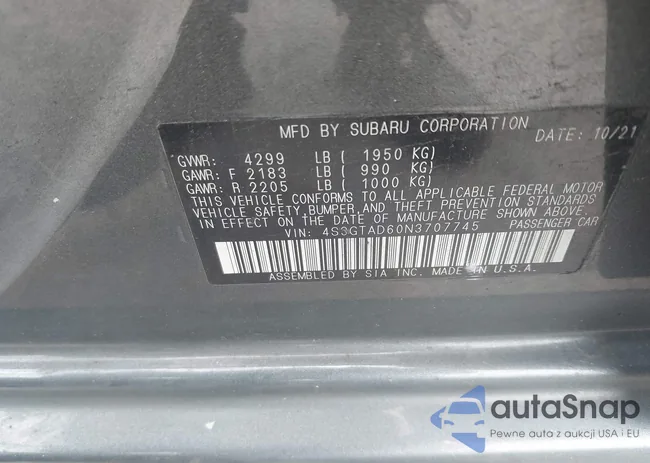 MFD BY SUBARU CORPORATION DATE: 10/21
GVWR: 4299 LB ( 1950 KG)
GAWR: F 2183 LB ( 990 KG)
GAWR: R 2205 LB ( 1000 KG)
THIS VEHICLE CONFORMS TO ALL APPLICABLE FEDERAL MOTOR
VEHICLE SAFETY BUMPER, AND THEFT PREVENTION STANDARDS
IN EFFECT ON THE DATE OF MANUFACTURE SHOWN ABOVE.
VIN: 4S3GTAD60N3707745 PASSENGER CAR
ASSEMBLED BY SIA INC. MADE IN U.S.A.
autaSnap
Pewne auta z aukcji USA i EU